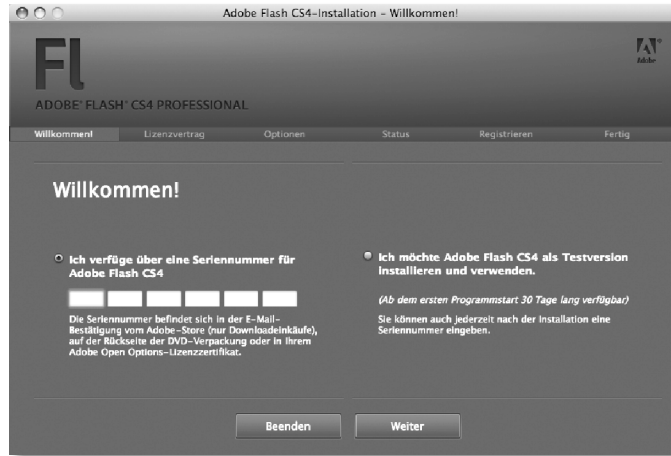 Adobe Flash CS4-Installation – Willkommen!
Fl
Adobe
ADOBE® FLASH® CS4 PROFESSIONAL
Willkommen! Lizenzvertrag Optionen Status Registrieren Fertig
Willkommen!
Ich verfüge über eine Seriennummer für
Adobe Flash CS4
Die Seriennummer befindet sich in der E-Mail-
Bestätigung vom Adobe-Store (nur Downloadeinkäufe),
auf der Rückseite der DVD-Verpackung oder in Ihrem
Adobe Open Options-Lizenzzertifikat.
Ich möchte Adobe Flash CS4 als Testversion
installieren und verwenden.
(Ab dem ersten Programmstart 30 Tage lang verfügbar)
Sie können auch jederzeit nach der Installation eine
Seriennummer eingeben.
Beenden Weiter